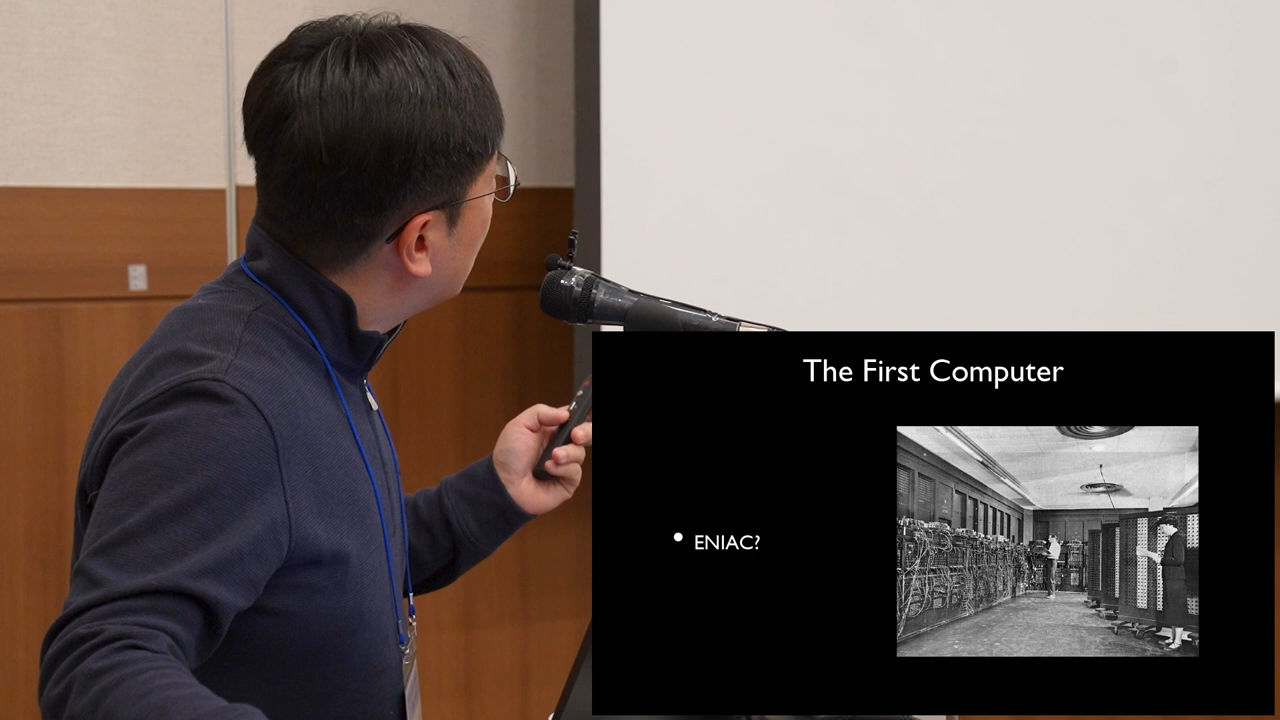 The First Computer
• ENIAC?